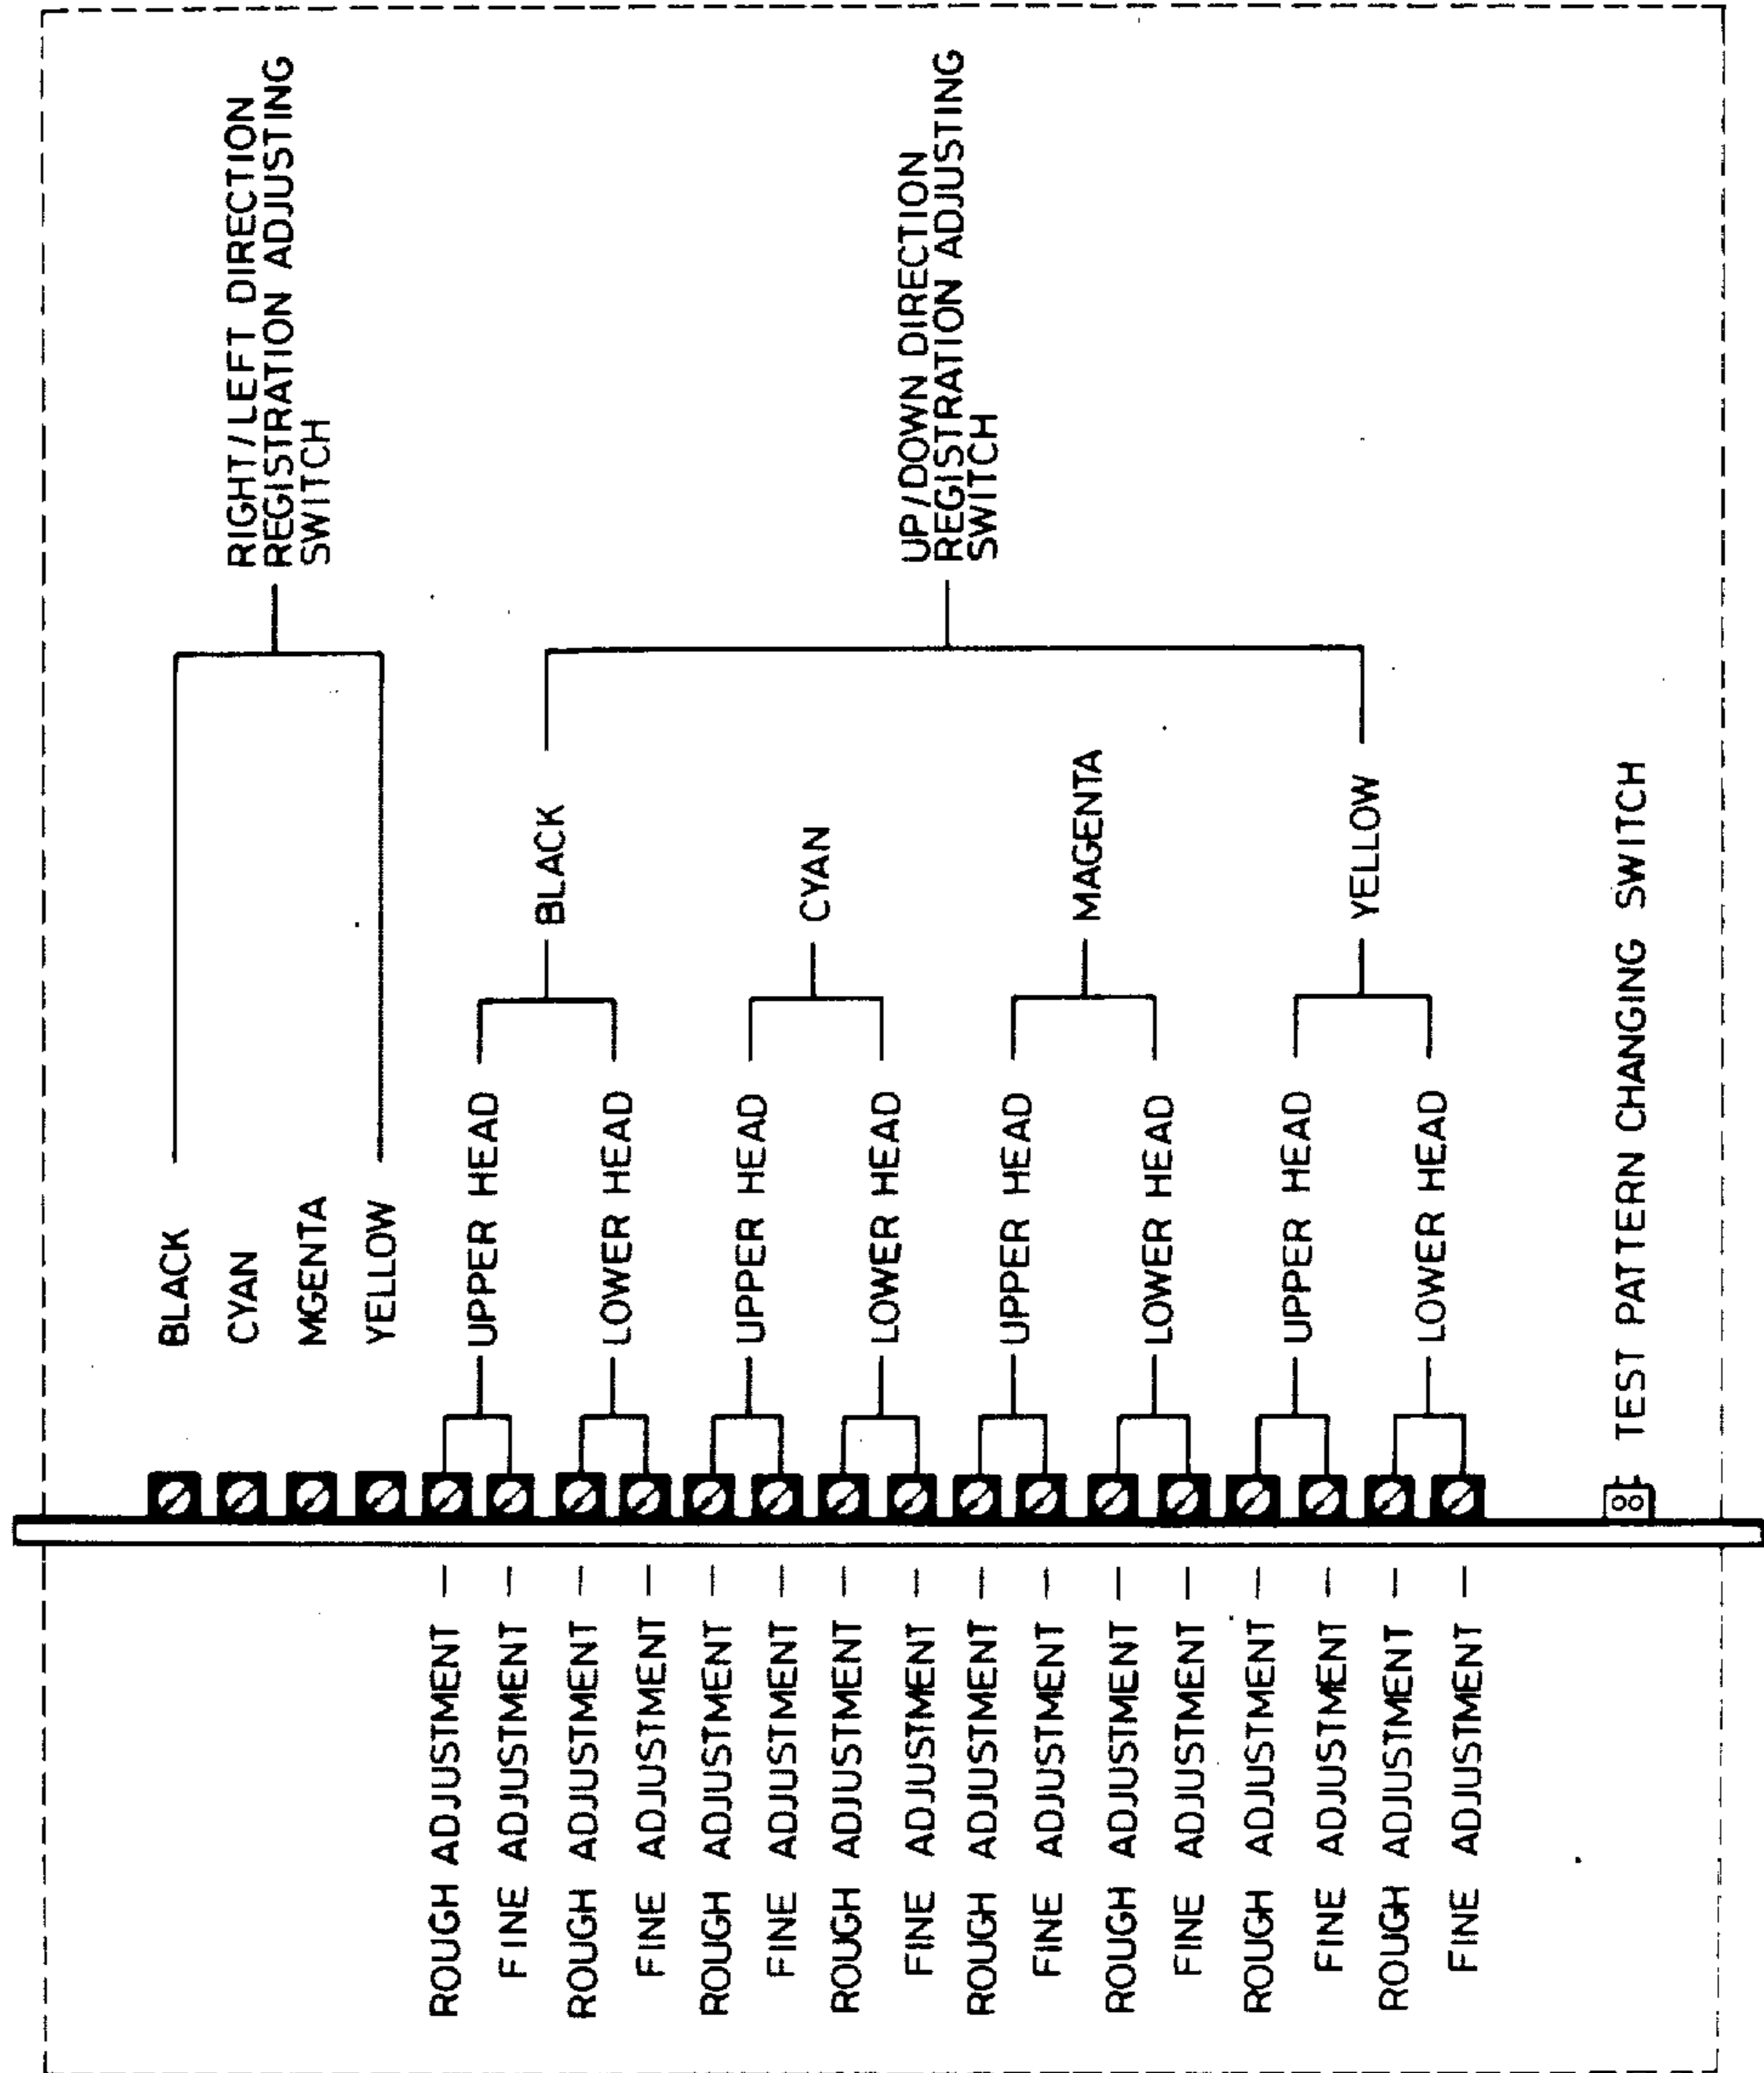 RIGHT/LEFT DIRECTION
REGISTRATION ADJUSTING
SWITCH
UP/DOWN DIRECTION
REGISTRATION ADJUSTING
SWITCH
BLACK
CYAN
MAGENTA
YELLOW
BLACK
CYAN
MGENTA
YELLOW
UPPER HEAD
LOWER HEAD
UPPER HEAD
LOWER HEAD
UPPER HEAD
LOWER HEAD
UPPER HEAD
LOWER HEAD
TEST PATTERN CHANGING SWITCH
ROUGH ADJUSTMENT
FINE ADJUSTMENT
ROUGH ADJUSTMENT
FINE ADJUSTMENT
ROUGH ADJUSTMENT
FINE ADJUSTMENT
ROUGH ADJUSTMENT
FINE ADJUSTMENT
ROUGH ADJUSTMENT
FINE ADJUSTMENT
ROUGH ADJUSTMENT
FINE ADJUSTMENT
ROUGH ADJUSTMENT
FINE ADJUSTMENT
ROUGH ADJUSTMENT
FINE ADJUSTMENT